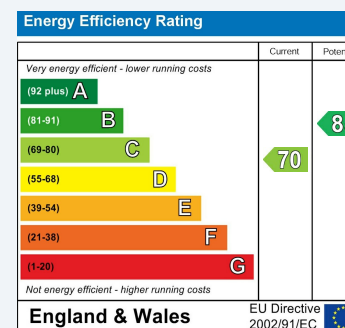 Energy Efficiency Rating
Current
Very energy efficient - lower running costs
(92 plus) A
(81-91) B
(69-80) C
70
(55-68) D
(39-54) E
(21-38) F
(1-20) G
Not energy efficient - higher running costs
England & Wales
EU Directive
2002/91/EC